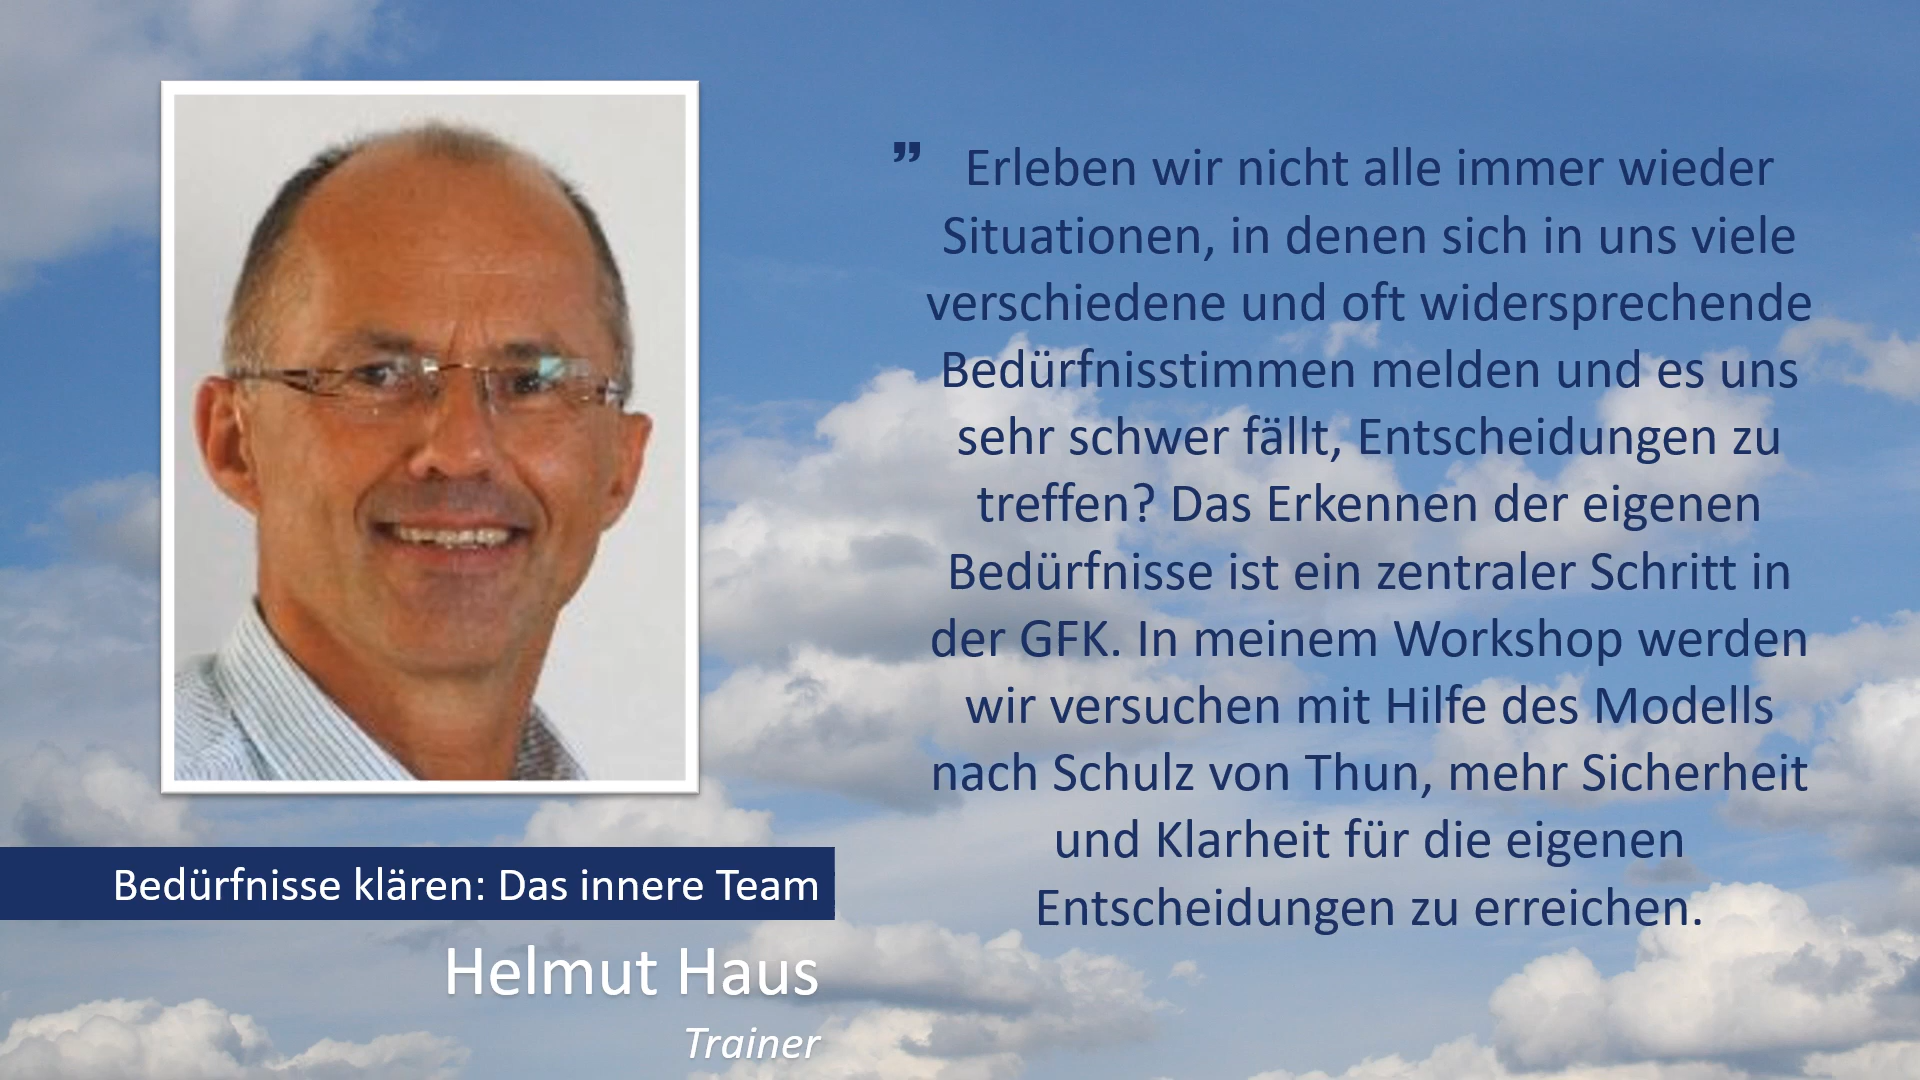 ” Erleben wir nicht alle immer wieder
Situationen, in denen sich in uns viele
verschiedene und oft widersprechende
Bedürfnisstimmen melden und es uns
sehr schwer fällt, Entscheidungen zu
treffen? Das Erkennen der eigenen
Bedürfnisse ist ein zentraler Schritt in
der GFK. In meinem Workshop werden
wir versuchen mit Hilfe des Modells
nach Schulz von Thun, mehr Sicherheit
und Klarheit für die eigenen
Entscheidungen zu erreichen.
Bedürfnisse klären: Das innere Team
Helmut Haus
Trainer